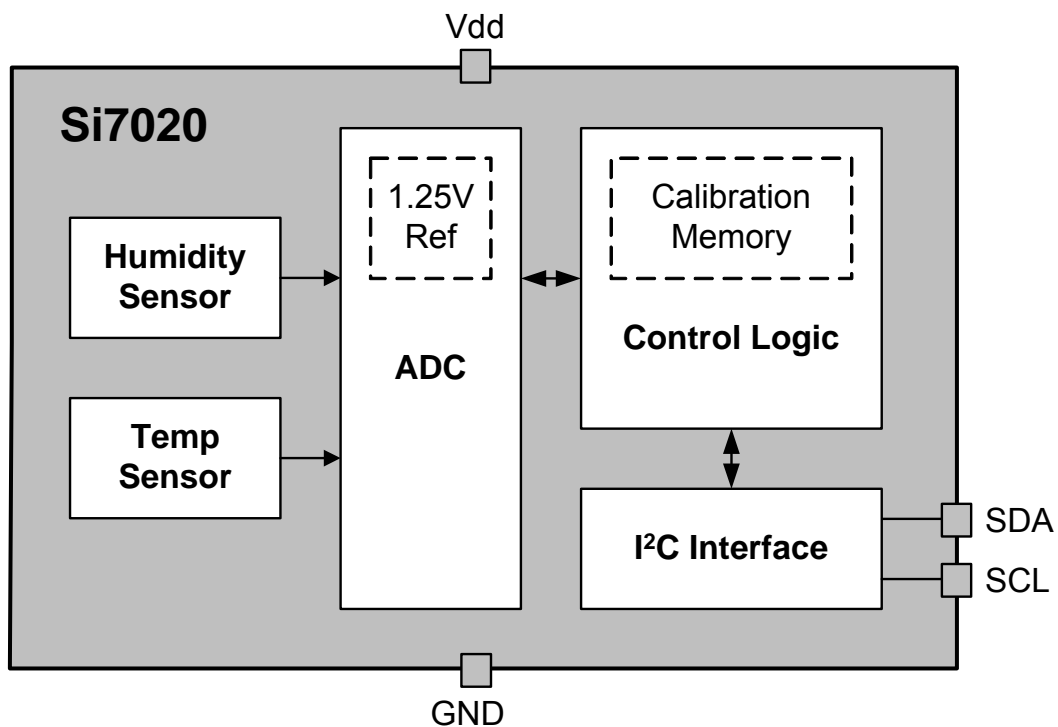 Vdd
Si7020
1.25V
Ref
Calibration
Memory
Humidity
Sensor
Control Logic
ADC
Temp
Sensor
I²C Interface
SDA
SCL
GND